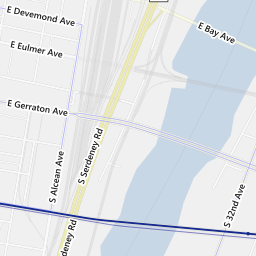 E Devemond Ave
E Bay Ave
E Eulmer Ave
E Gerraton Ave
S Serdeney Rd
S Alcean Ave
S 32nd Ave
deney Rd